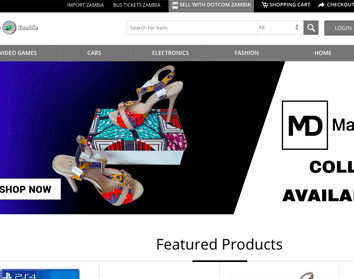 IMPORT ZAMBIA BUS TICKETS ZAMBIA SELL WITH DOTCOM ZAMBIA SHOPPING CART CHECKOUT
Zambia Search for item All LOGIN
VIDEO GAMES CARS ELECTRONICS FASHION HOME
MD Ma
COLL
SHOP NOW
AVAILA
Featured Products
PS4